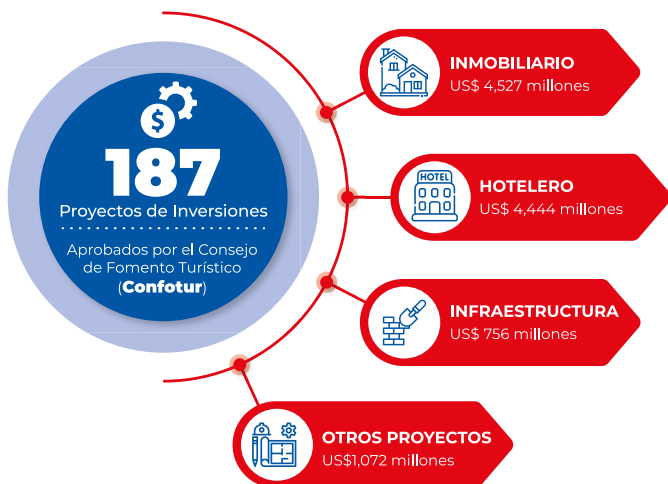 $
187
Proyectos de Inversiones
Aprobados por el Consejo
de Fomento Turístico
(Confotur)
INMOBILIARIO
US$ 4,527 millones
HOTEL
HOTELERO
US$ 4,444 millones
INFRAESTRUCTURA
US$ 756 millones
OTROS PROYECTOS
US$1,072 millones